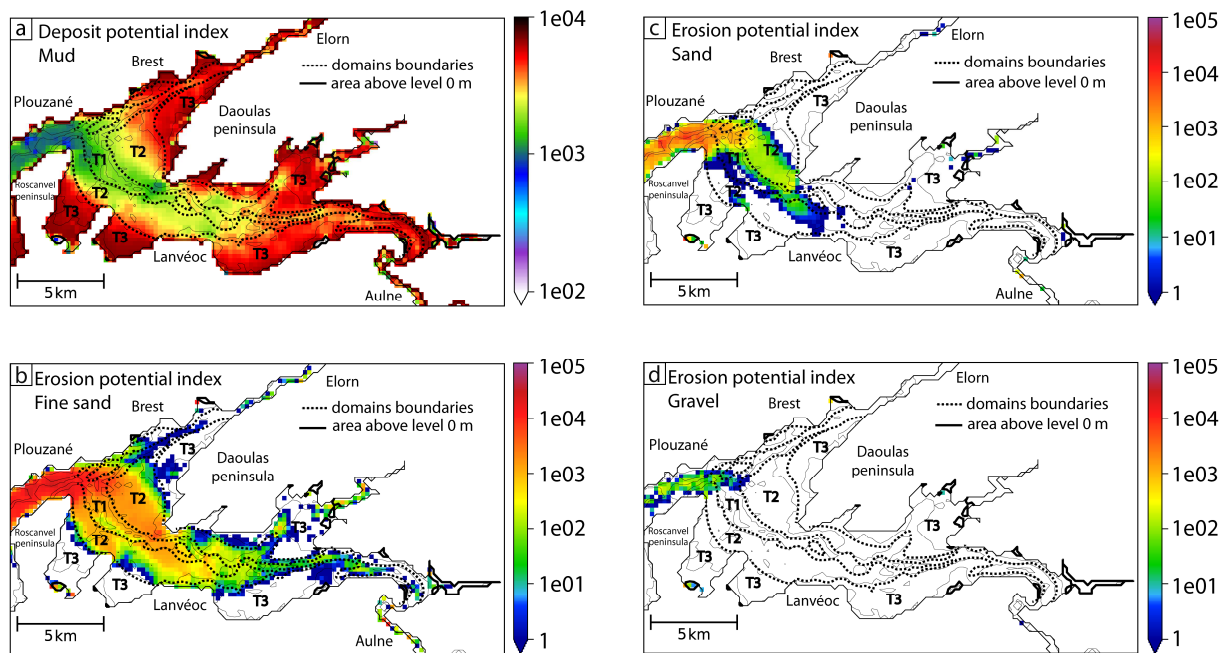 a Deposit potential index
Mud
Elorn
Brest
domains boundaries
area above level 0 m
Plouzané
T3
Daoulas
peninsula
T1
T2
T2
Roscanvel
peninsula
T3
T3
T3
T3
Lanvéoc
5 km
Aulne
1e04
1e03
1e02
c Erosion potential index
Sand
Elorn
Brest
domains boundaries
area above level 0 m
Plouzané
T3
Daoulas
peninsula
T1
T2
T2
Roscanvel
peninsula
T3
T3
T3
Lanvéoc
5 km
Aulne
1e05
1e04
1e03
1e02
1e01
1
b Erosion potential index
Fine sand
Elorn
Brest
domains boundaries
area above level 0 m
Plouzané
T3
Daoulas
peninsula
T1
T2
T2
Roscanvel
peninsula
T3
T3
T3
T3
Lanvéoc
5 km
Aulne
1e05
1e04
1e03
1e02
1e01
1
d Erosion potential index
Gravel
Elorn
Brest
domains boundaries
area above level 0 m
Plouzané
T3
Daoulas
peninsula
T1
T2
T2
Roscanvel
peninsula
T3
T3
T3
T3
Lanvéoc
5 km
Aulne
1e05
1e04
1e03
1e02
1e01
1